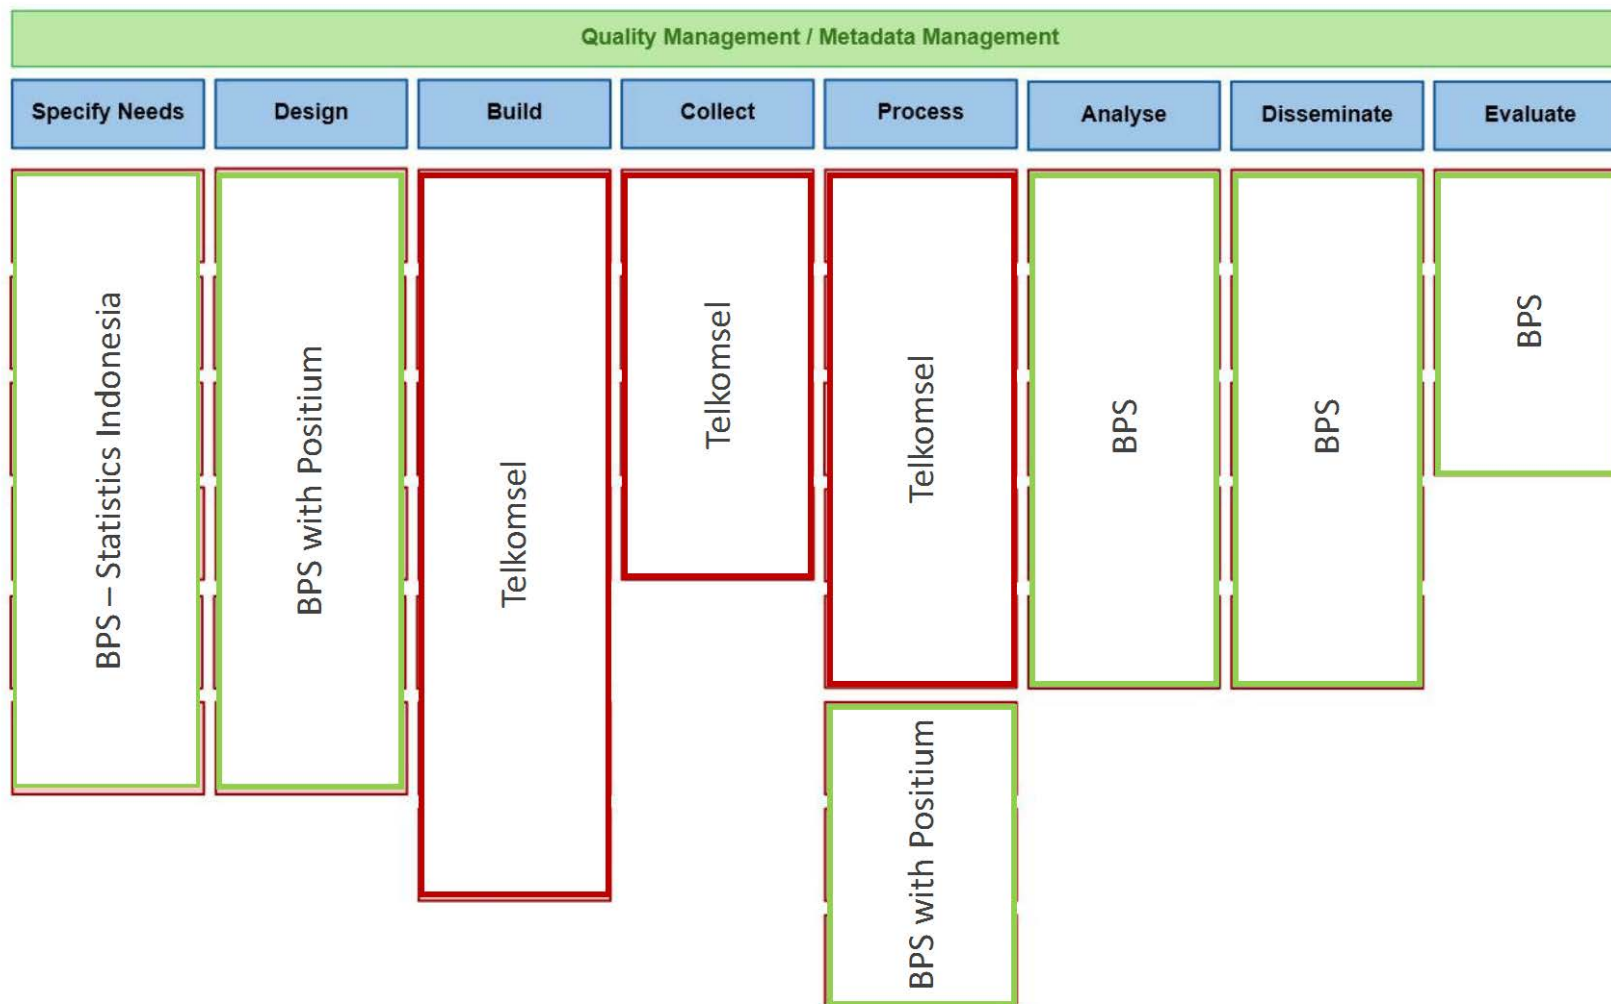 Quality Management / Metadata Management
Specify Needs
Design
Build
Collect
Process
Analyse
Disseminate
Evaluate
BPS – Statistics Indonesia
BPS with Positium
Telkomsel
Telkomsel
Telkomsel
BPS with Positium
BPS
BPS
BPS